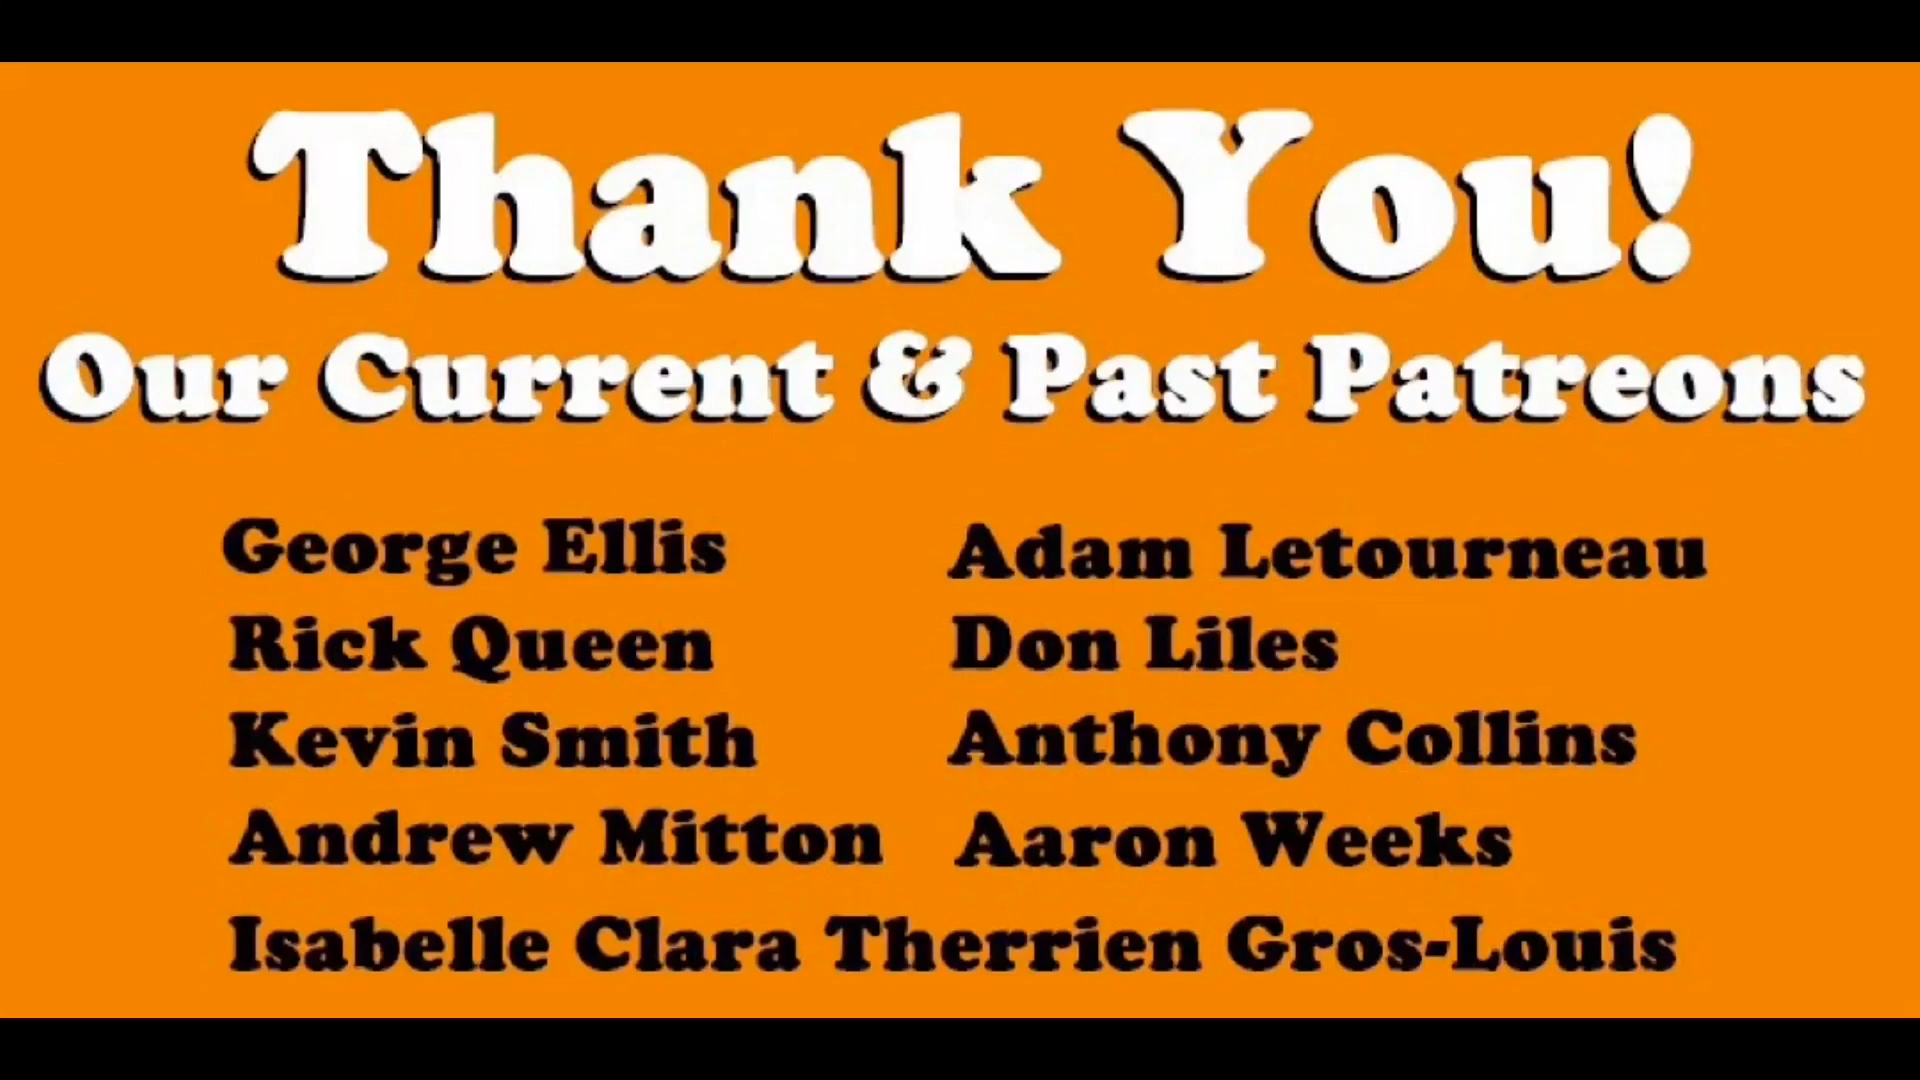 Thank You!
Our Current & Past Patreons
George Ellis
Adam Letourneau
Rick Queen
Don Liles
Kevin Smith
Anthony Collins
Andrew Mitton
Aaron Weeks
Isabelle Clara Therrien Gros-Louis